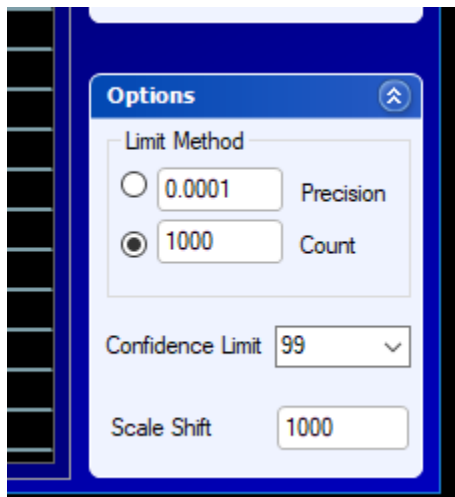 Options
Limit Method
0.0001 Precision
1000 Count
Confidence Limit 99
Scale Shift 1000